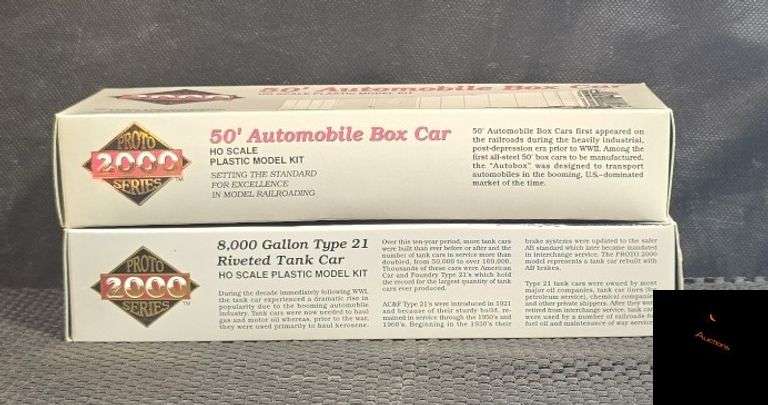 50' Automobile Box Car
HO SCALE PLASTIC MODEL KIT
PROTO
2000
SERIES
™
50' Automobile Box Car
HO SCALE
PLASTIC MODEL KIT
SETTING THE STANDARD
FOR EXCELLENCE
IN MODEL RAILROADING
50' Automobile Box Cars first appeared on
the railroads during the heavily industrial,
post-depression era prior to WWII. Among the
first all-steel 50' box cars to be manufactured,
the "Autobox" was designed to transport
automobiles in the booming, U.S.-dominated
market of the time.
PROTO
2000
SERIES
™
8,000 Gallon Type 21
Riveted Tank Car
HO SCALE PLASTIC MODEL KIT
During the decade immediately following WWI,
the tank car experienced a dramatic rise in
popularity due to the booming automobile
industry. Tank cars were now needed to haul
gas and motor oil whereas, prior to the war,
they were used primarily to haul kerosene.
Over this ten-year period, more tank cars
were built than ever before or after and the
number of tank cars in service more than
doubled, from 50,000 to over 100,000.
Thousands of these cars were American
Car and Foundry Type 21's which held
the record for the largest quantity of tank
cars ever produced.
AC&F Type 21's were introduced in 1921
and because of their sturdy build, re-
mained in service through the 1950's and
1960's. Beginning in the 1930's their
brake systems were updated to the safer
AB standard which later became mandated
in interchange service. The PROTO 2000
model represents a tank car rebuilt with
AB brakes.
Type 21 tank cars were owned by most
major oil companies, tank car lines
petroleum service), chemical companies
and other private shippers. After they were
retired from interchange service, tank cars
were used by a number of railroads
fuel oil and maintenance of way service
Auctions